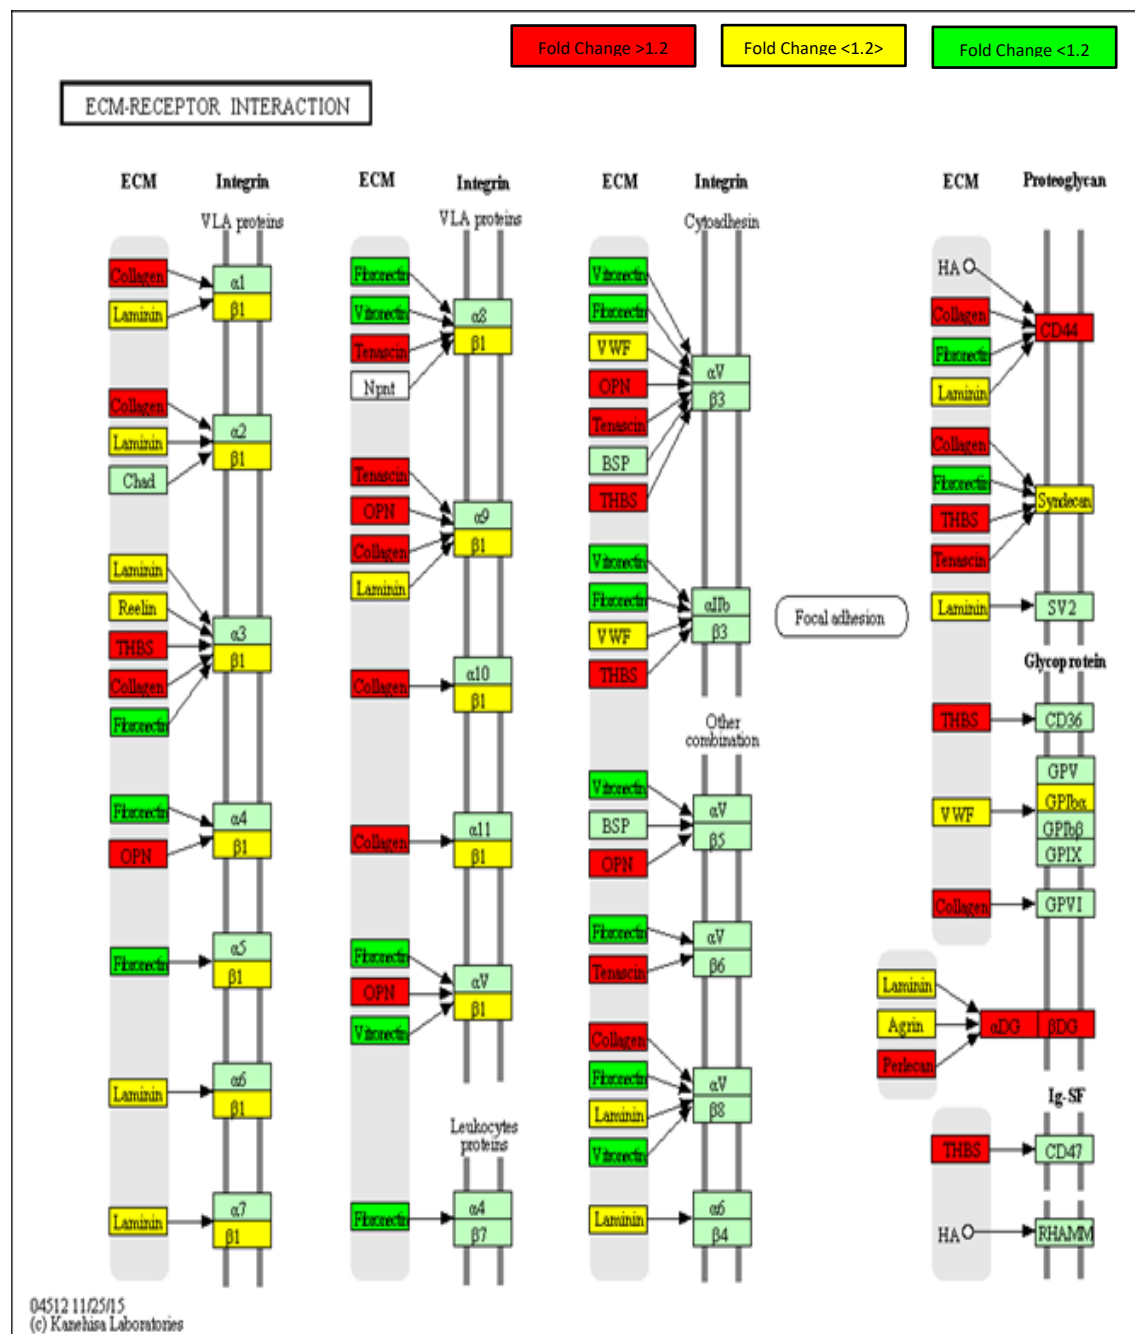 Fold Change >1.2
Fold Change <1.2>
Fold Change <1.2
ECM-RECEPTOR INTERACTION
ECM
Integrin
VLA proteins
Collagen
Laminin
α1
β1
Collagen
Laminin
Chad
α2
β1
Laminin
Reelin
THBS
Collagen
Fibronectin
α3
β1
Fibronectin
OPN
α4
β1
Fibronectin
α5
β1
Laminin
α6
β1
Laminin
α7
β1
ECM
Integrin
VLA proteins
Fibronectin
Vitronectin
Tenascin
Npnt
α8
β1
Tenascin
OPN
Collagen
Laminin
α9
β1
Collagen
α10
β1
Collagen
α11
β1
Fibronectin
OPN
Vitronectin
αV
β1
Leukocytes
proteins
Fibronectin
α4
β7
ECM
Integrin
Cytoadhesin
Vitronectin
Fibronectin
VWF
OPN
Tenascin
BSP
THBS
αV
β3
Vitronectin
Fibronectin
VWF
THBS
αIIb
β3
Focal adhesion
Other
combination
Vitronectin
BSP
OPN
αV
β5
Fibronectin
Tenascin
αV
β6
Collagen
Fibronectin
Laminin
Vitronectin
αV
β8
Laminin
α6
β4
ECM
Proteoglycan
HA
Collagen
Fibronectin
Laminin
CD44
Collagen
Fibronectin
THBS
Tenascin
Syndecan
Laminin
SV2
Glycoprotein
THBS
CD36
VWF
GPV
GPIbα
GPIbβ
GPIX
Collagen
GPVI
Laminin
Agrin
Perlecan
αDG
βDG
Ig-SF
THBS
CD47
HA
RHAMM
04512 11/25/15
(c) Kanehisa Laboratories